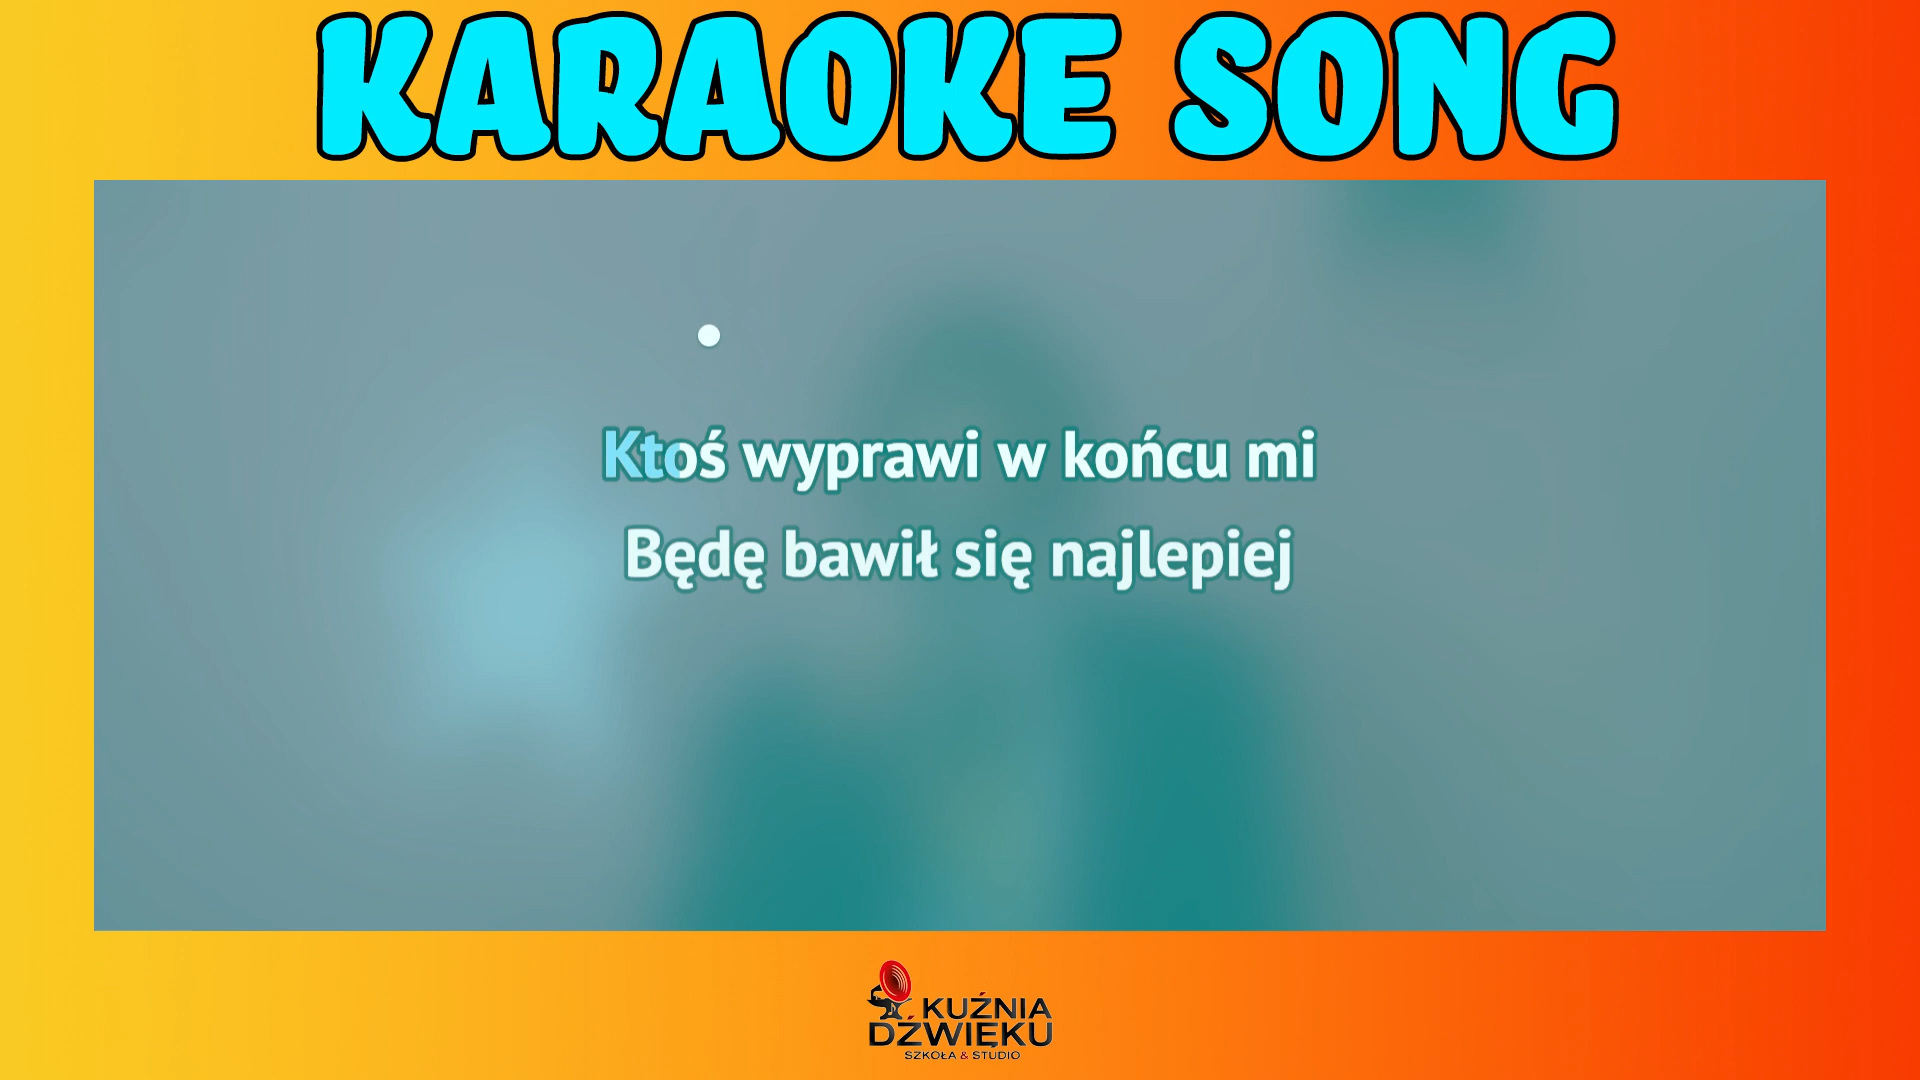 KARAOKE SONG
Ktoś wyprawi w końcu mi
Będę bawił się najlepiej
KUŹNIA
DŹWIĘKU
SZKOŁA & STUDIO